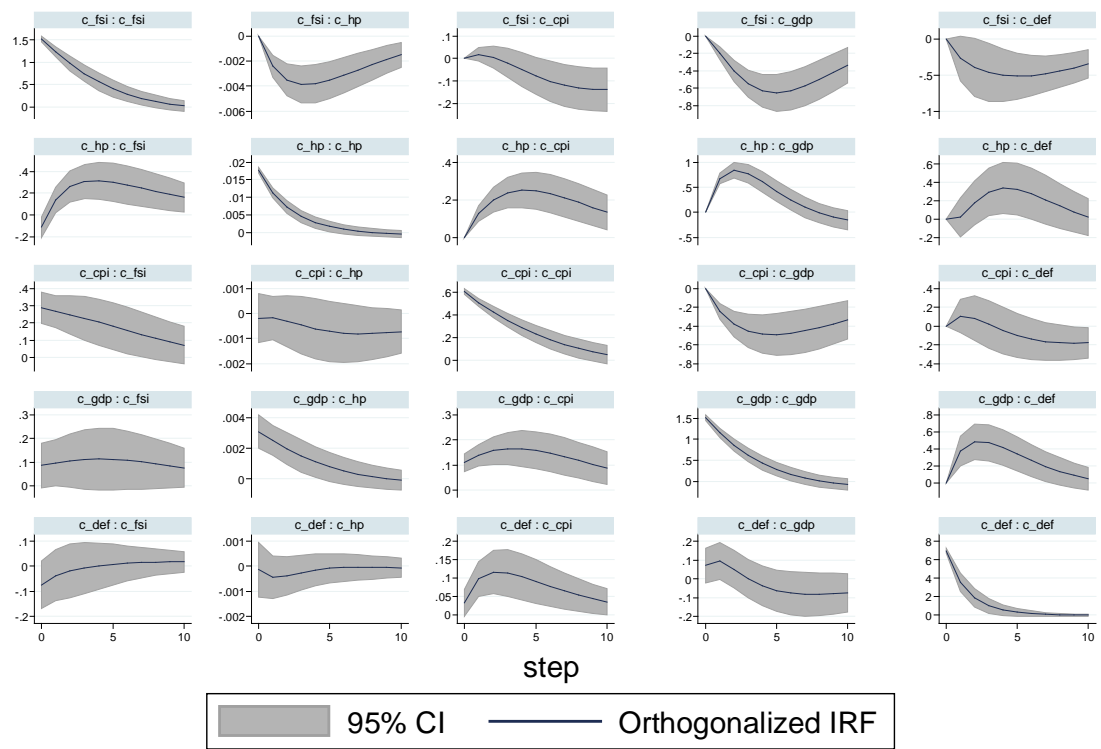 c_fsi : c_fsi c_fsi : c_hp c_fsi : c_cpi c_fsi : c_gdp c_fsi : c_def
1.5 1 .5 0
0 -.002 -.004 -.006
.1 0 -.1 -.2
0 -.2 -.4 -.6 -.8
0 -.5 -1
c_hp : c_fsi c_hp : c_hp c_hp : c_cpi c_hp : c_gdp c_hp : c_def
.4 .2 0 -.2
.02 .015 .01 .005 0
.4 .2 0
1 .5 0 -.5
.6 .4 .2 0 -.2
c_cpi : c_fsi c_cpi : c_hp c_cpi : c_cpi c_cpi : c_gdp c_cpi : c_def
.4 .3 .2 .1 0
.001 0 -.001 -.002
.6 .4 .2 0
0 -.2 -.4 -.6 -.8
.4 .2 0 -.2 -.4
c_gdp : c_fsi c_gdp : c_hp c_gdp : c_cpi c_gdp : c_gdp c_gdp : c_def
.3 .2 .1 0
.004 .002 0
.3 .2 .1 0
1.5 1 .5 0
.8 .6 .4 .2 0
c_def : c_fsi c_def : c_hp c_def : c_cpi c_def : c_gdp c_def : c_def
.1 0 -.1 -.2
.001 0 -.001 -.002
.2 .15 .1 .05 0
.2 .1 0 -.1 -.2
8 6 4 2 0
0 5 10 0 5 10 0 5 10 0 5 10 0 5 10
step
95% CI Orthogonalized IRF